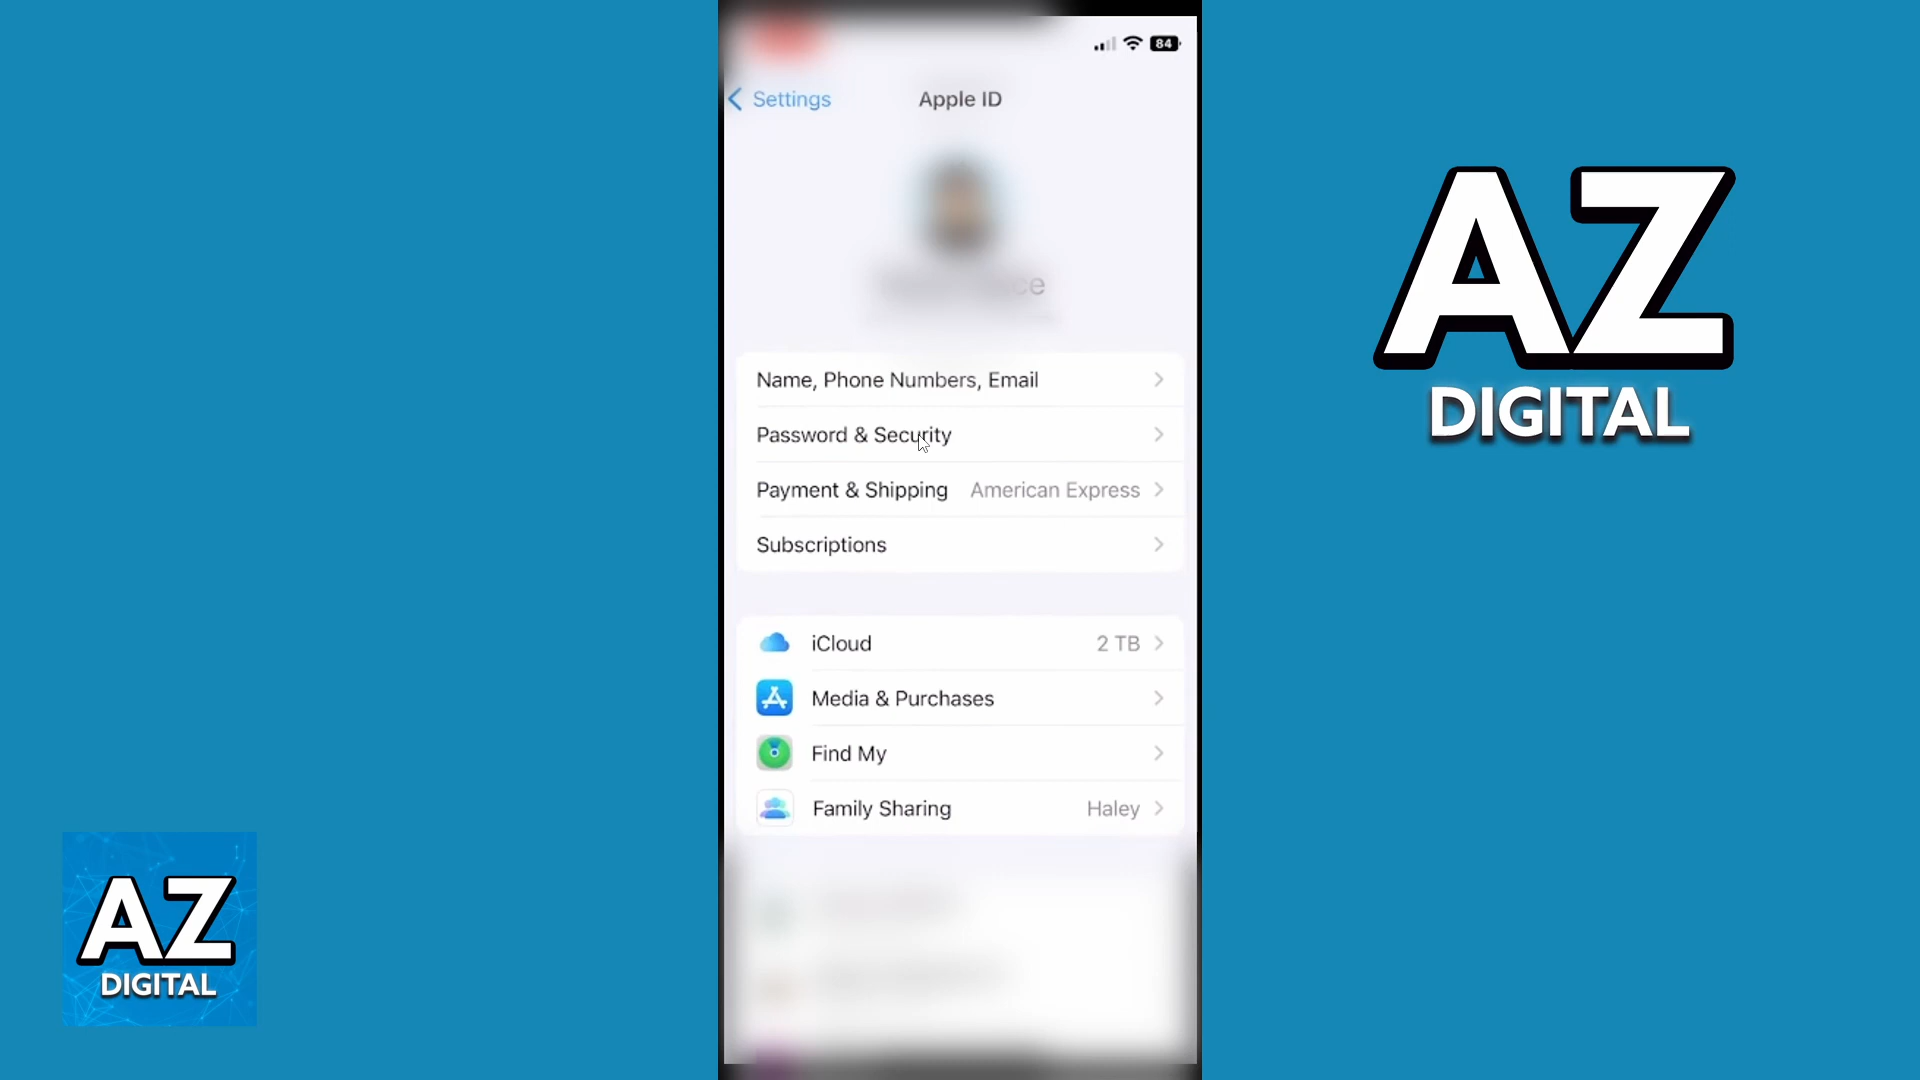 84
Settings
Apple ID
Name, Phone Numbers, Email
Password & Security
Payment & Shipping American Express
Subscriptions
iCloud 2 TB
Media & Purchases
Find My
Family Sharing Haley
AZ
DIGITAL
AZ
DIGITAL